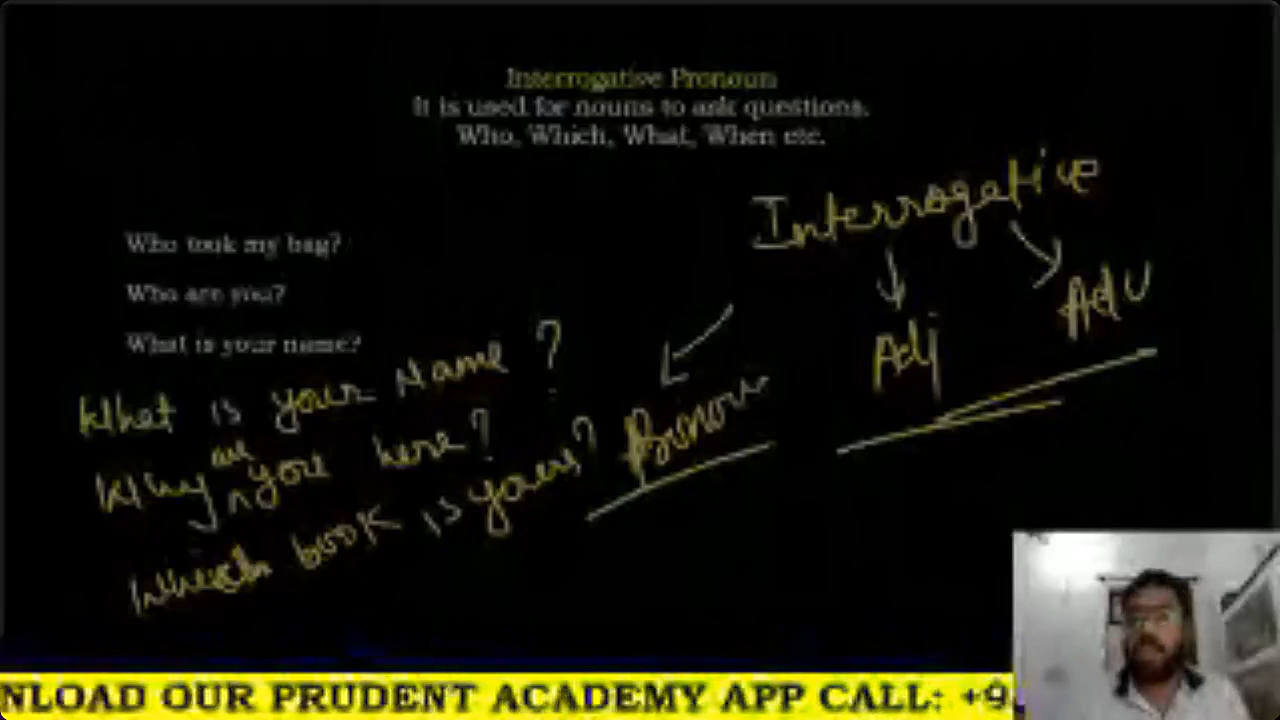 Interrogative Pronoun
It is used for nouns to ask questions.
Who, Which, What, When etc.
Interrogative
Who took my bag?
Who are you?
What is your name?
Adj
Adv
What is your Name ?
Why are you here?
Which book is yours?
NLOAD OUR PRUDENT ACADEMY APP CALL: +9